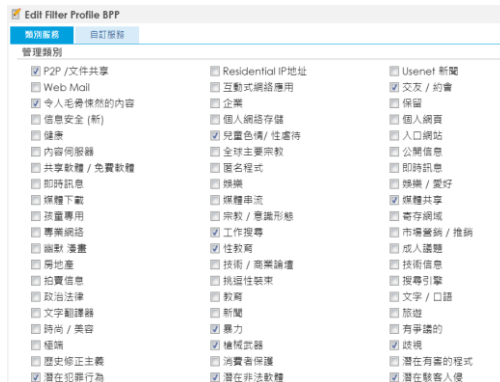 Edit Filter Profile BPP
類別服務 自訂服務
管理類別
P2P /文件共享 Residential IP地址 Usenet 新聞
Web Mail 互動式網絡應用 交友 / 約會
令人毛骨悚然的內容 企業 保留
信息安全 (新) 個人網絡存儲 個人網頁
健康 兒童色情/ 性虐待 入口網站
內容伺服器 全球主要宗教 公開信息
共享軟體 / 免費軟體 匿名程式 即時訊息
即時訊息 娛樂 娛樂 / 愛好
媒體下載 媒體串流 媒體共享
孩童專用 宗教 / 意識形態 寄存網域
專業網絡 工作搜尋 市場營銷 / 推銷
幽默 漫畫 性教育 成人議題
房地產 技術 / 商業論壇 技術信息
拍賣信息 挑逗性裝束 搜尋引擎
政治法律 教育 文字 / 口語
文字翻譯器 新聞 旅遊
時尚 / 美容 暴力 有爭議的
極端 槍械武器 歧視
歷史修正主義 消費者保護 潛在有害的程式
潛在犯罪行為 潛在非法軟體 潛在駭客入侵